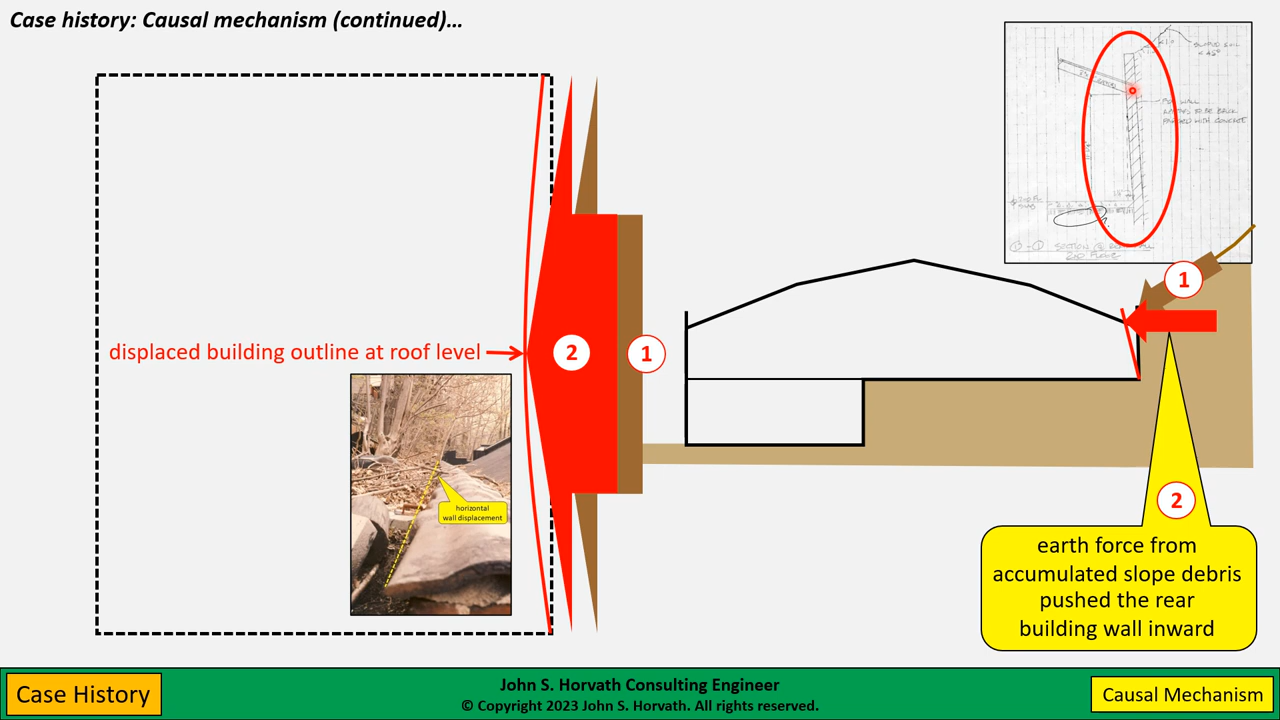 Case history: Causal mechanism (continued)…
1
displaced building outline at roof level
2
1
horizontal
wall displacement
2
earth force from
accumulated slope debris
pushed the rear
building wall inward
Case History
John S. Horvath Consulting Engineer
© Copyright 2023 John S. Horvath. All rights reserved.
Causal Mechanism